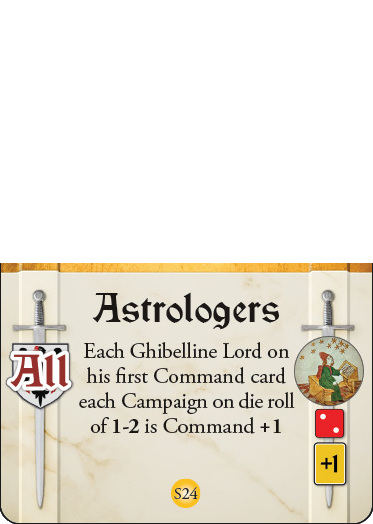 Astrologers
All
Each Ghibelline Lord on
his first Command card
each Campaign on die roll
of 1-2 is Command +1
+1
S24